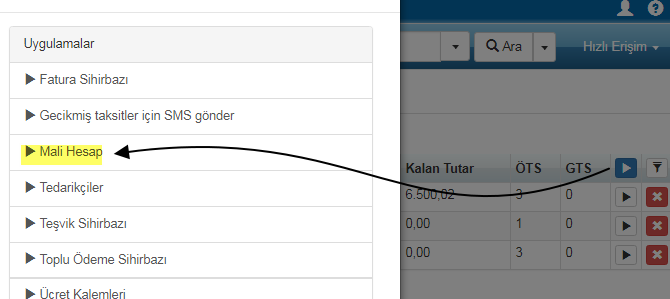 Ara
Hızlı Erişim
Uygulamalar
Fatura Sihirbazı
Gecikmiş taksitler için SMS gönder
Mali Hesap
Tedarikçiler
Teşvik Sihirbazı
Toplu Ödeme Sihirbazı
Ücret Kalemleri
Kalan Tutar ÖTS GTS
6.500,02 3 0
0,00 1 0
0,00 3 0